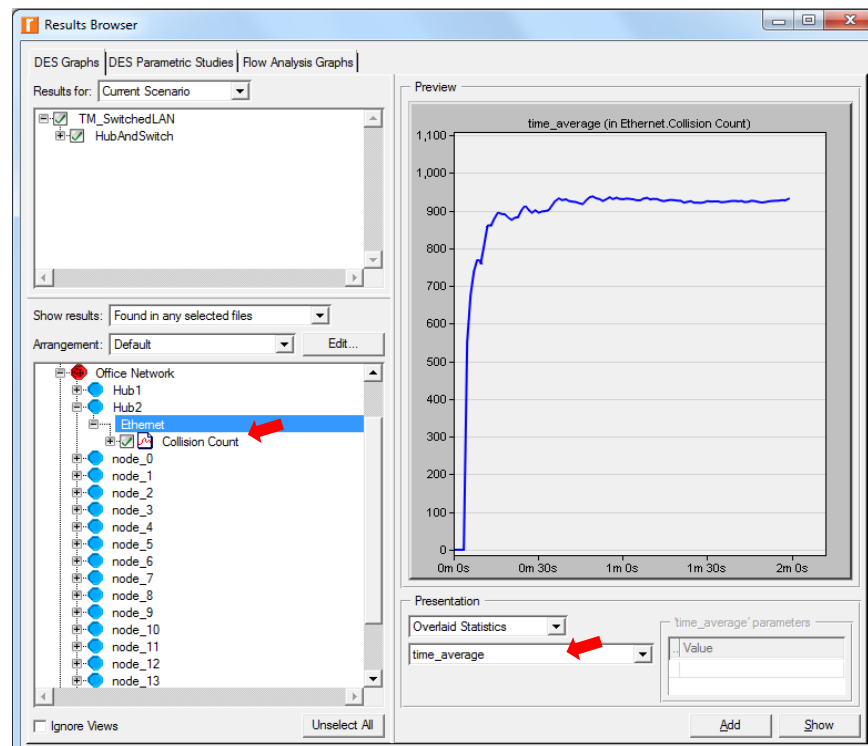 Results Browser
DES Graphs DES Parametric Studies Flow Analysis Graphs
Results for: Current Scenario
TM_SwitchedLAN
HubAndSwitch
Show results: Found in any selected files
Arrangement: Default Edit...
Office Network
Hub1
Hub2
Ethernet
Collision Count
node_0
node_1
node_2
node_3
node_4
node_5
node_6
node_7
node_8
node_9
node_10
node_11
node_12
node_13
Ignore Views Unselect All
Preview
time_average (in Ethernet.Collision Count)
1,100
1,000
900
800
700
600
500
400
300
200
100
0
0m 0s 0m 30s 1m 0s 1m 30s 2m 0s
Presentation
Overlaid Statistics
time_average
'time_average' parameters
.. Value
Add Show